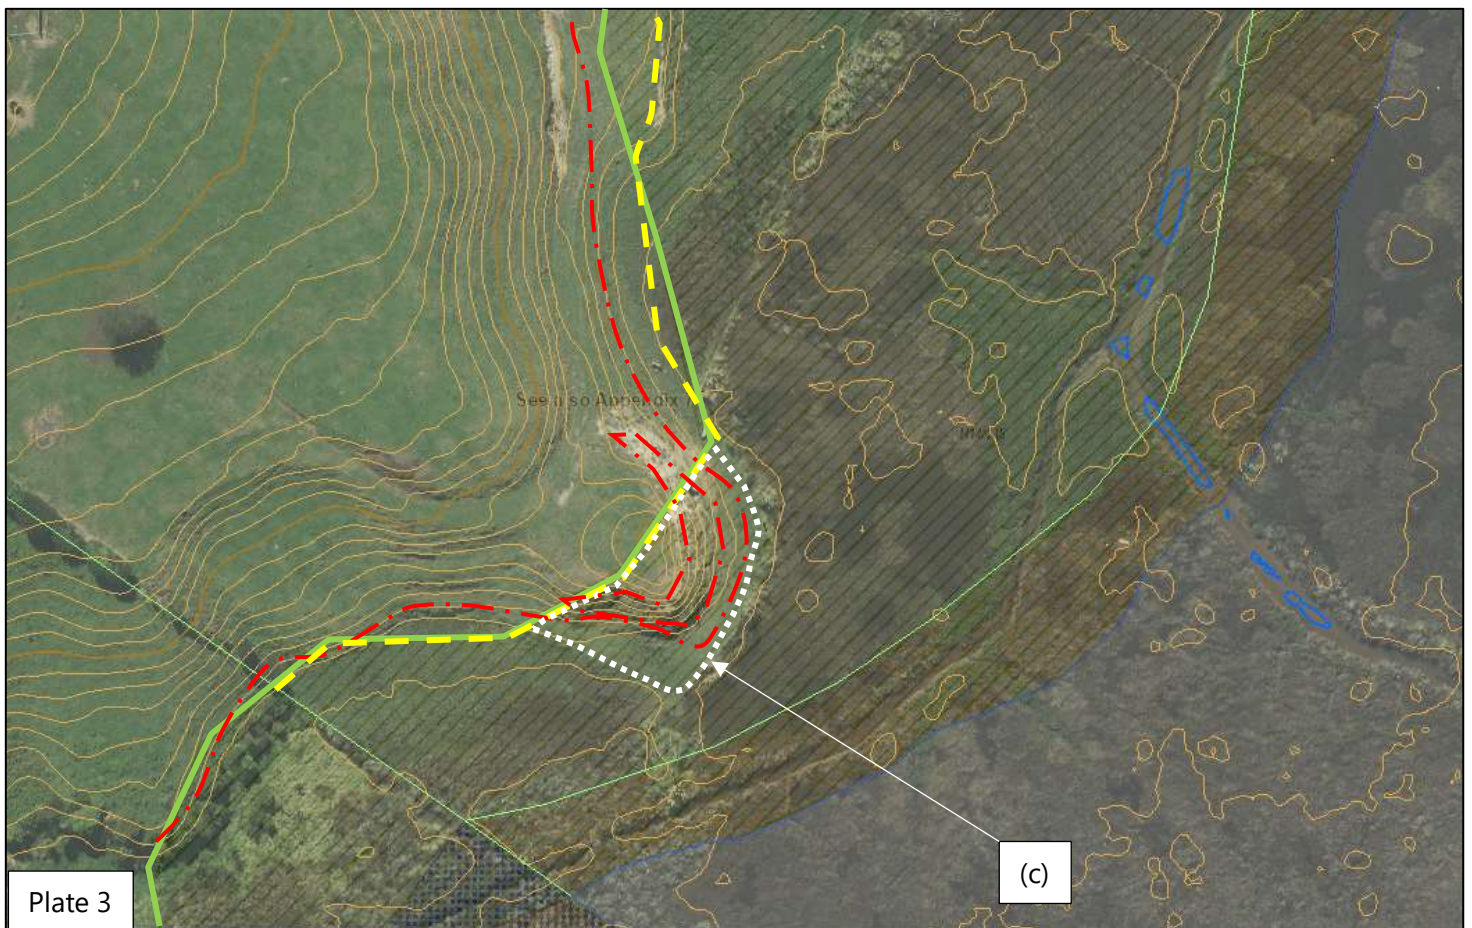 See also Appendix
(c)
Plate 3